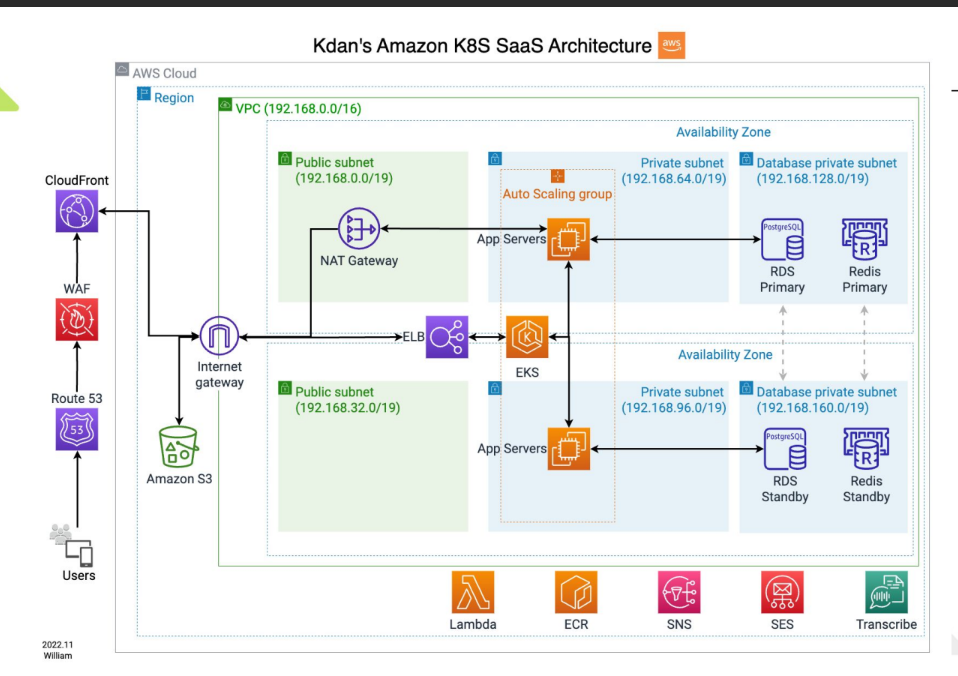 Kdan's Amazon K8S SaaS Architecture
aws
AWS Cloud
Region
VPC (192.168.0.0/16)
Availability Zone
Public subnet
(192.168.0.0/19)
Private subnet
(192.168.64.0/19)
Database private subnet
(192.168.128.0/19)
Auto Scaling group
CloudFront
NAT Gateway
App Servers
PostgreSQL
RDS
Primary
R
Redis
Primary
WAF
Internet
gateway
ELB
EKS
Availability Zone
Public subnet
(192.168.32.0/19)
Private subnet
(192.168.96.0/19)
Database private subnet
(192.168.160.0/19)
Route 53
53
Amazon S3
App Servers
PostgreSQL
RDS
Standby
R
Redis
Standby
Users
Lambda
ECR
SNS
SES
Transcribe
2022.11
William